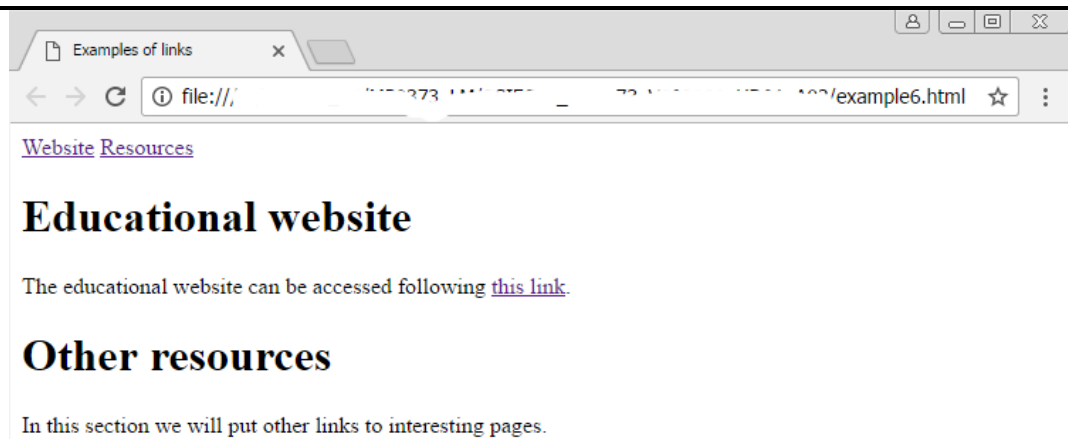 Examples of links
file:/// /example6.html
Website Resources
Educational website
The educational website can be accessed following this link.
Other resources
In this section we will put other links to interesting pages.